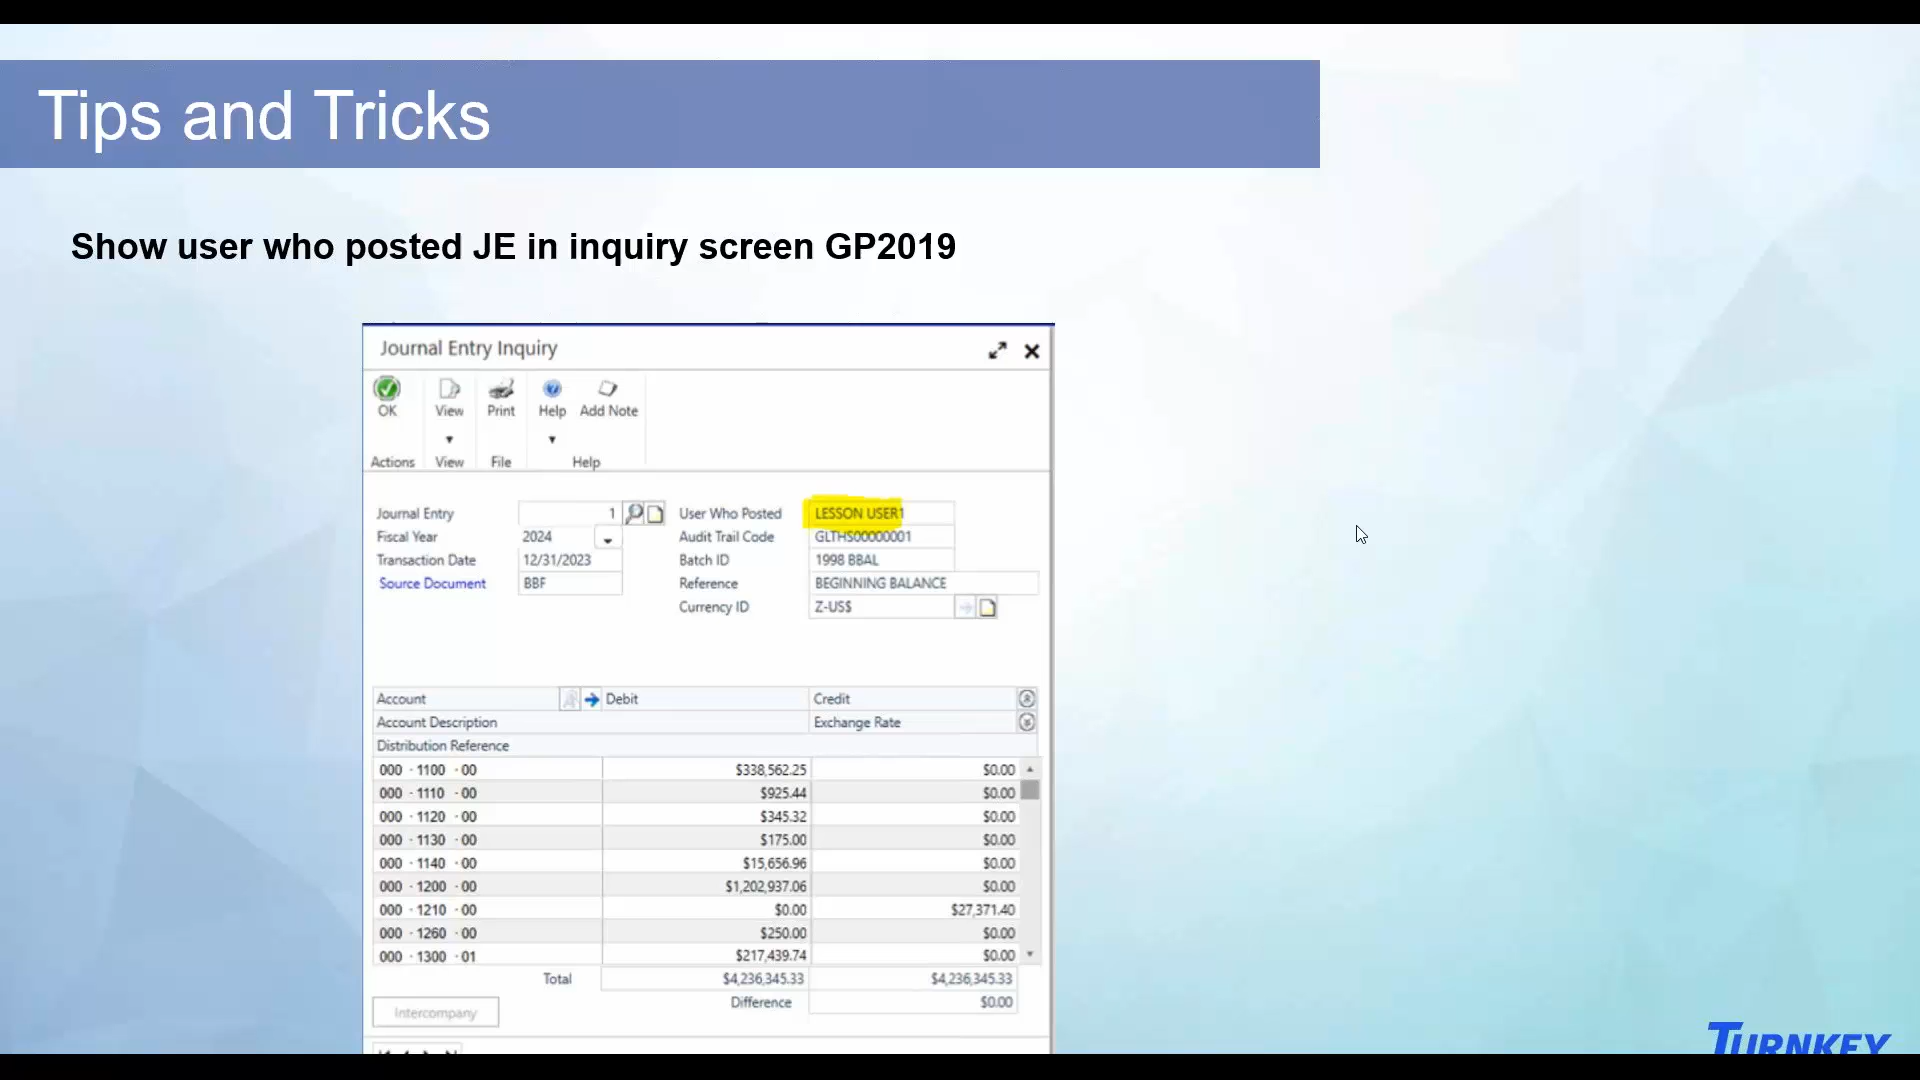 Tips and Tricks
Show user who posted JE in inquiry screen GP2019
Journal Entry Inquiry
OK View Print Help Add Note
Actions View File Help
Journal Entry 1 User Who Posted LESSON USER1
Fiscal Year 2024 Audit Trail Code GLTHS00000001
Transaction Date 12/31/2023 Batch ID 1998 BBAL
Source Document BBF Reference BEGINNING BALANCE
Currency ID Z-US$
Account Debit Credit
Account Description Exchange Rate
Distribution Reference
000 - 1100 - 00 $338,562.25 $0.00
000 - 1110 - 00 $925.44 $0.00
000 - 1120 - 00 $345.32 $0.00
000 - 1130 - 00 $175.00 $0.00
000 - 1140 - 00 $15,656.96 $0.00
000 - 1200 - 00 $1,202,937.06 $0.00
000 - 1210 - 00 $0.00 $27,371.40
000 - 1260 - 00 $250.00 $0.00
000 - 1300 - 01 $217,439.74 $0.00
Total $4,236,345.33 $4,236,345.33
Difference $0.00
Intercompany
TURNKEY